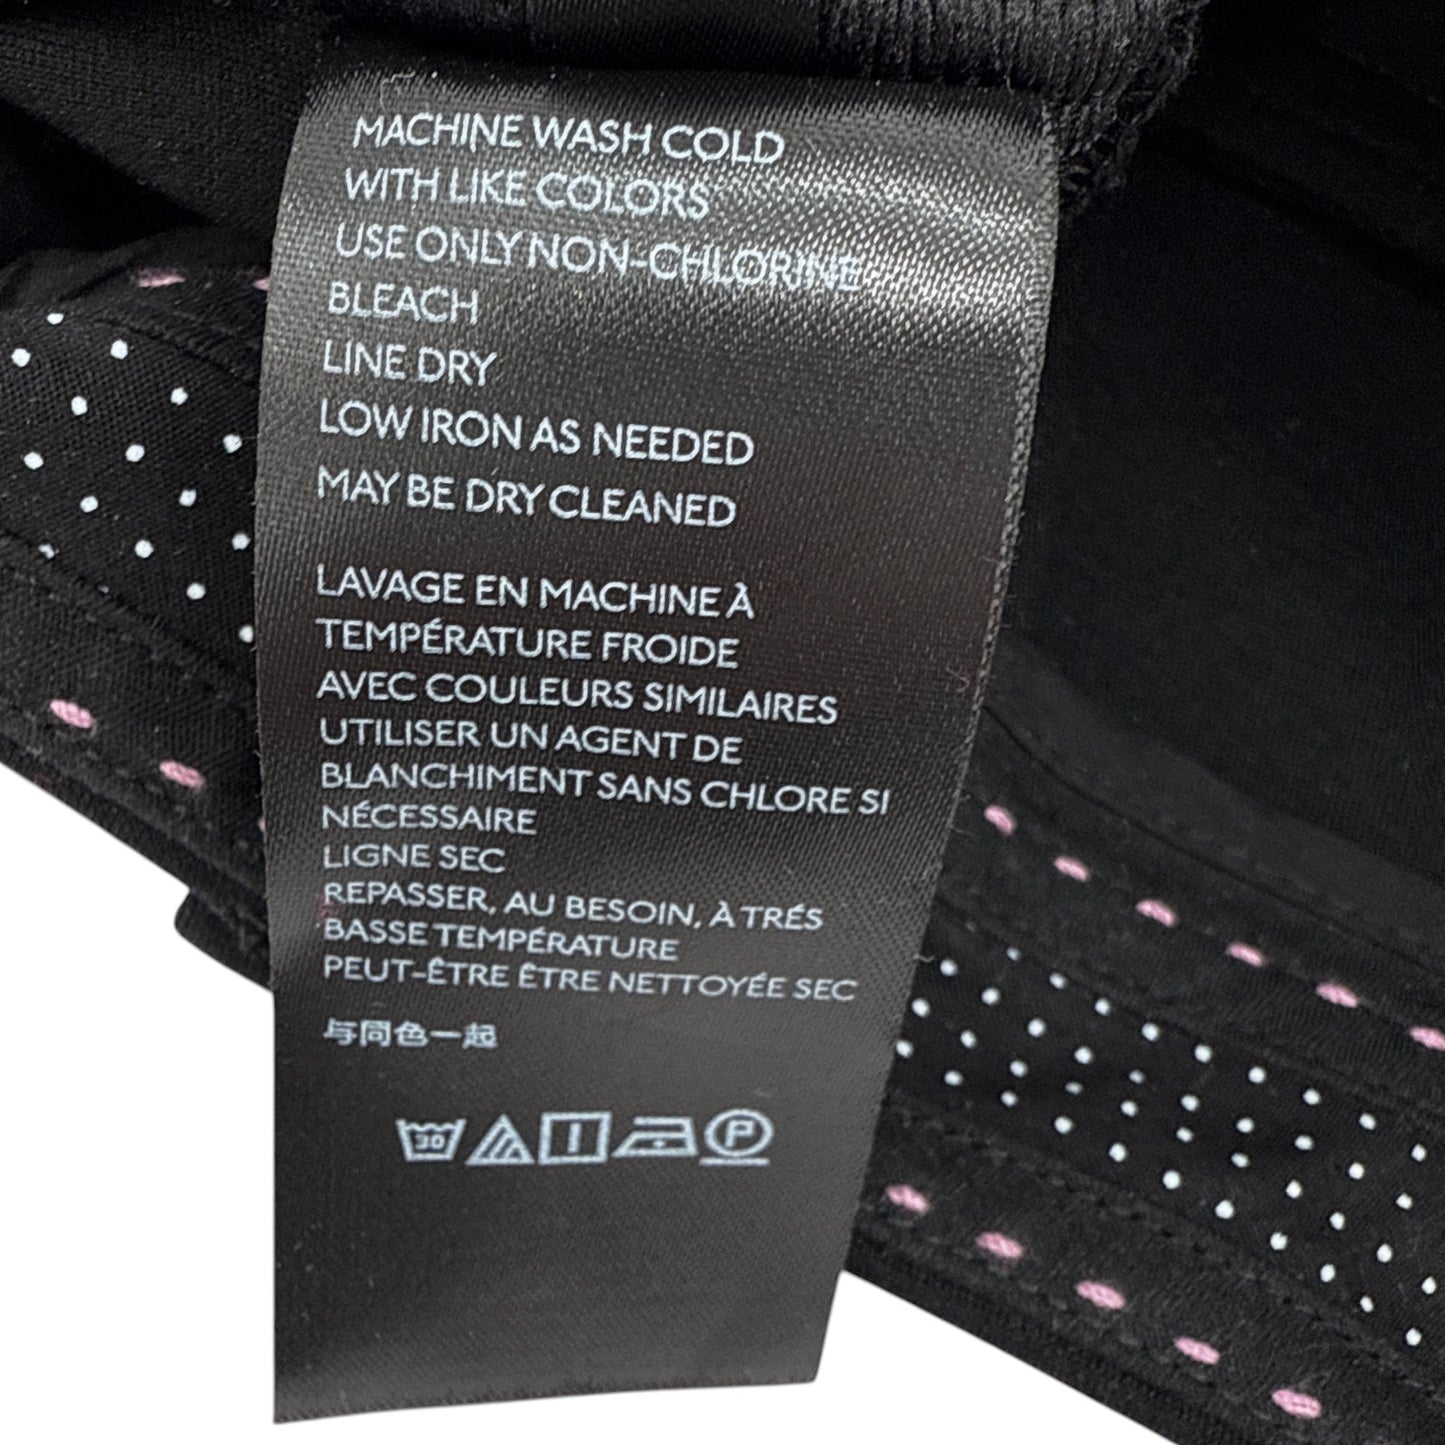 MACHINE WASH COLD
WITH LIKE COLORS
USE ONLY NON-CHLORINE
BLEACH
LINE DRY
LOW IRON AS NEEDED
MAY BE DRY CLEANED
LAVAGE EN MACHINE À
TEMPÉRATURE FROIDE
AVEC COULEURS SIMILAIRES
UTILISER UN AGENT DE
BLANCHIMENT SANS CHLORE SI
NÉCESSAIRE
LIGNE SEC
REPASSER, AU BESOIN, À TRÉS
BASSE TEMPÉRATURE
PEUT-ÊTRE ÊTRE NETTOYÉE SEC
与同色一起
30 P